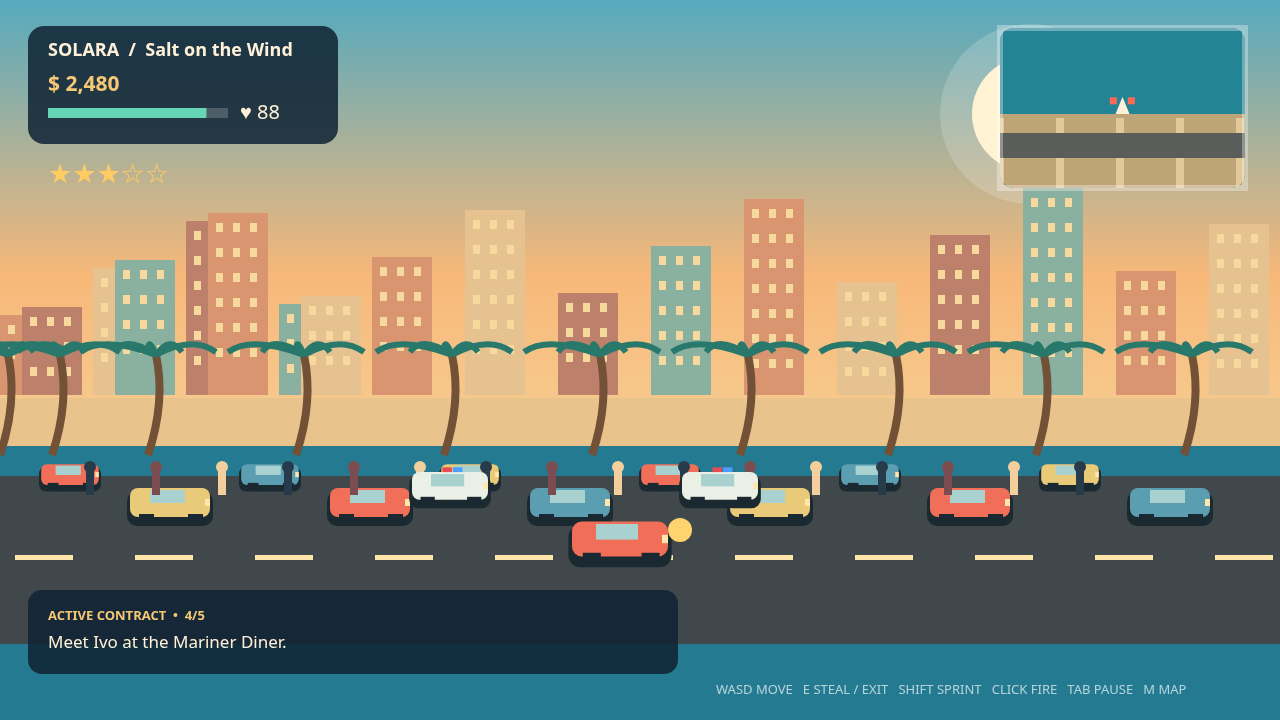 SOLARA / Salt on the Wind
$ 2,480
♥ 88
★★★☆☆
ACTIVE CONTRACT • 4/5
Meet Ivo at the Mariner Diner.
WASD MOVE E STEAL / EXIT SHIFT SPRINT CLICK FIRE TAB PAUSE M MAP